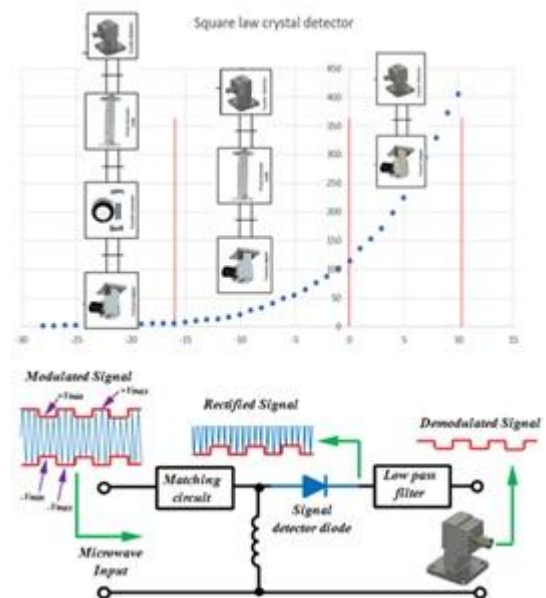 Square law crystal detector
450
400
350
300
250
200
150
100
50
0
-30
-25
-20
-15
-10
-5
0
5
10
15
Modulated Signal
+Vmin
+Vmax
-Vmin
-Vmax
Rectified Signal
Demodulated Signal
Matching
circuit
Low pass
filter
Signal
detector diode
Microwave
Input